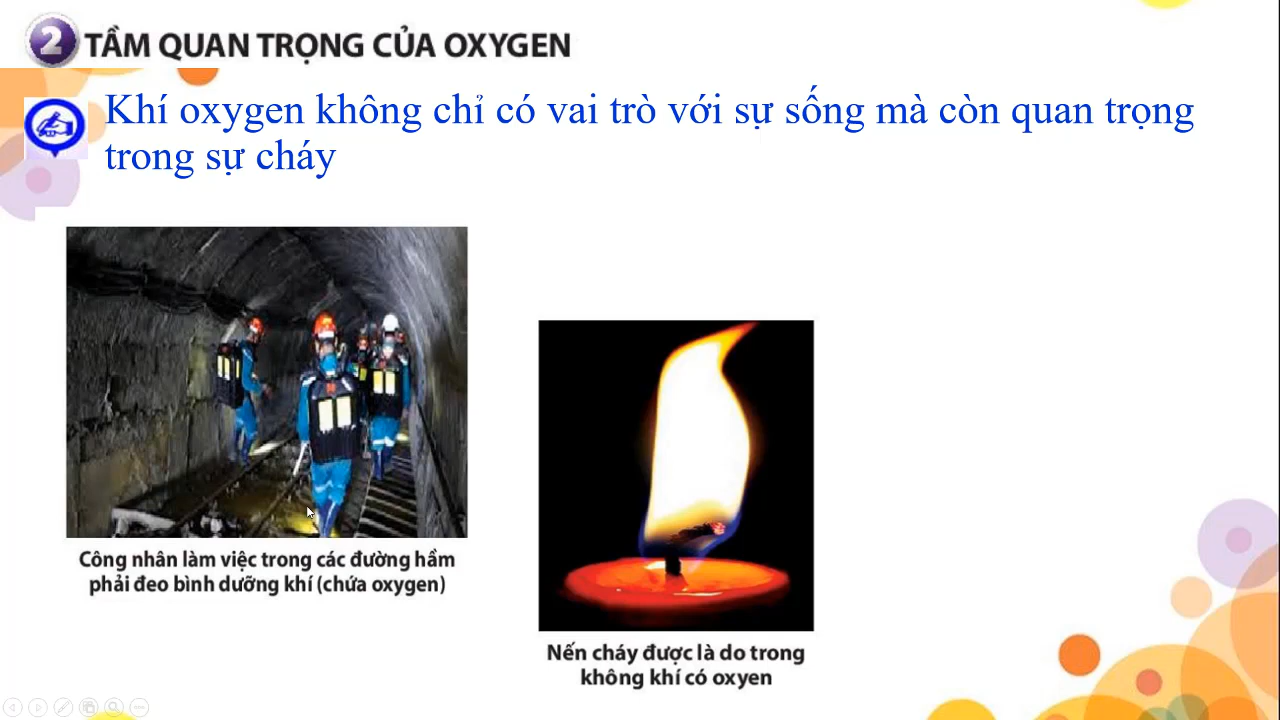 2 TẦM QUAN TRỌNG CỦA OXYGEN
Khí oxygen không chỉ có vai trò với sự sống mà còn quan trọng
trong sự cháy
Công nhân làm việc trong các đường hầm
phải đeo bình dưỡng khí (chứa oxygen)
Nến cháy được là do trong
không khí có oxyen